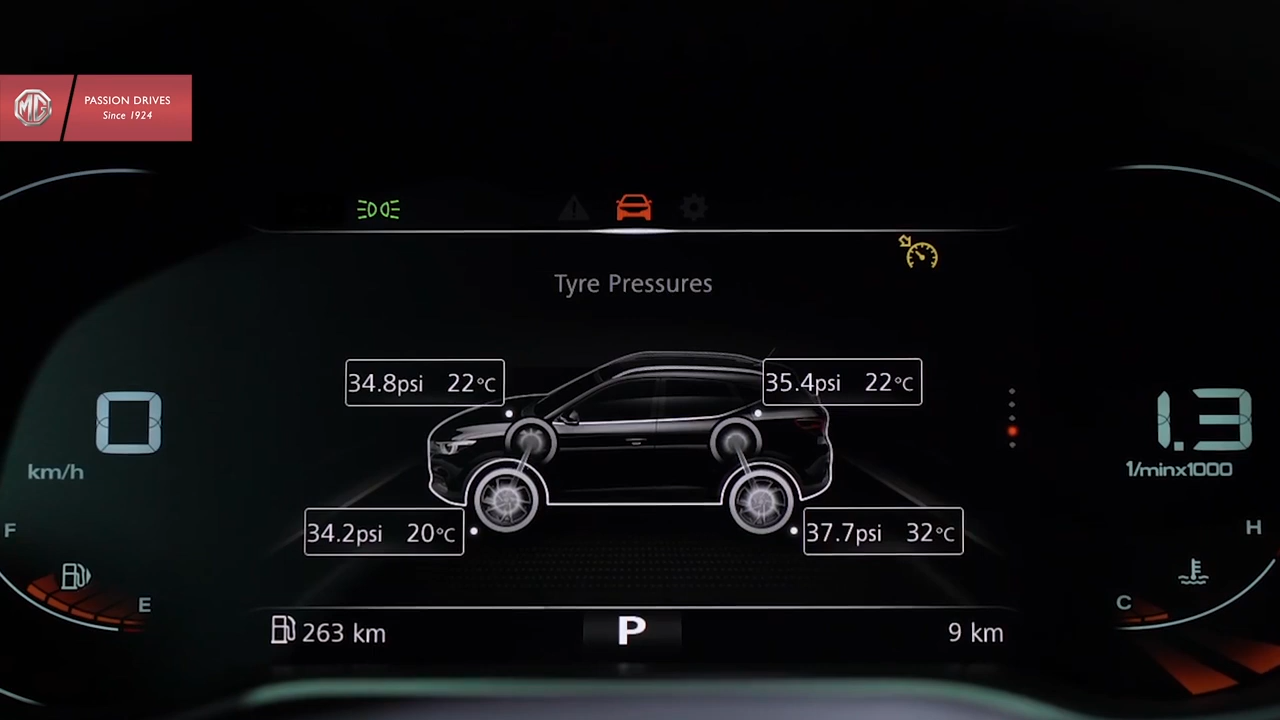 MG
PASSION DRIVES
Since 1924
Tyre Pressures
34.8psi 22°C
35.4psi 22°C
0
km/h
1.3
1/minx1000
34.2psi 20°C
37.7psi 32°C
F
E
H
C
263 km
P
9 km